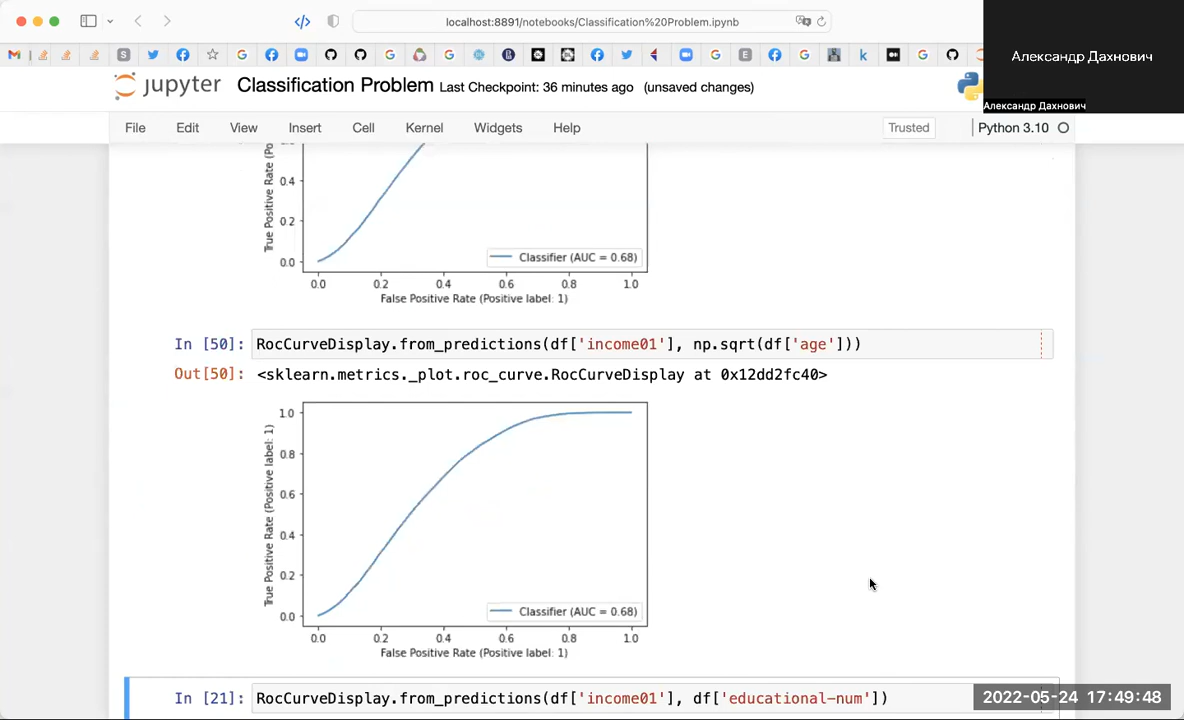 localhost:8891/notebooks/Classification%20Problem.ipynb
Александр Дахнович
Александр Дахнович
jupyter Classification Problem Last Checkpoint: 36 minutes ago (unsaved changes)
File Edit View Insert Cell Kernel Widgets Help Trusted Python 3.10
0.4
0.2
0.0
True Positive Rate (Po
Classifier (AUC = 0.68)
0.0 0.2 0.4 0.6 0.8 1.0
False Positive Rate (Positive label: 1)
In [50]: RocCurveDisplay.from_predictions(df['income01'], np.sqrt(df['age']))
Out[50]: <sklearn.metrics._plot.roc_curve.RocCurveDisplay at 0x12dd2fc40>
1.0
0.8
0.6
0.4
0.2
0.0
True Positive Rate (Positive label: 1)
Classifier (AUC = 0.68)
0.0 0.2 0.4 0.6 0.8 1.0
False Positive Rate (Positive label: 1)
In [21]: RocCurveDisplay.from_predictions(df['income01'], df['educational-num'])
2022-05-24 17:49:48